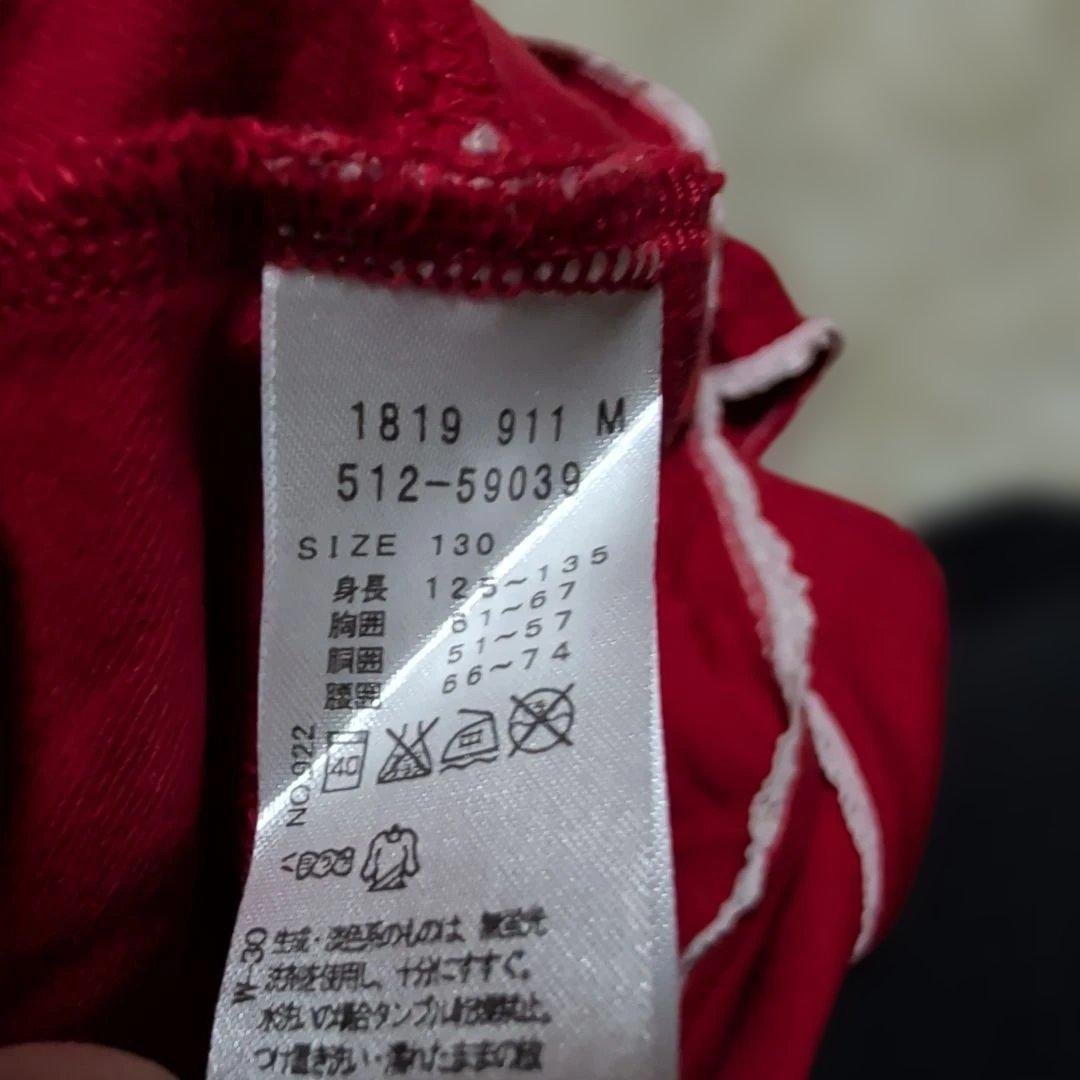 1819 911 M
512-59039
SIZE 130
身長 125~135
胸囲 61~67
胴囲 51~57
腰囲 66~74
NO.922
40
W-30
生成・淡色系のものは 無蛍光
洗剤を使用し、十分にすすぐ。
水洗いの場合タンブル乾燥禁止。
つけ置き洗い・濡れたままの放